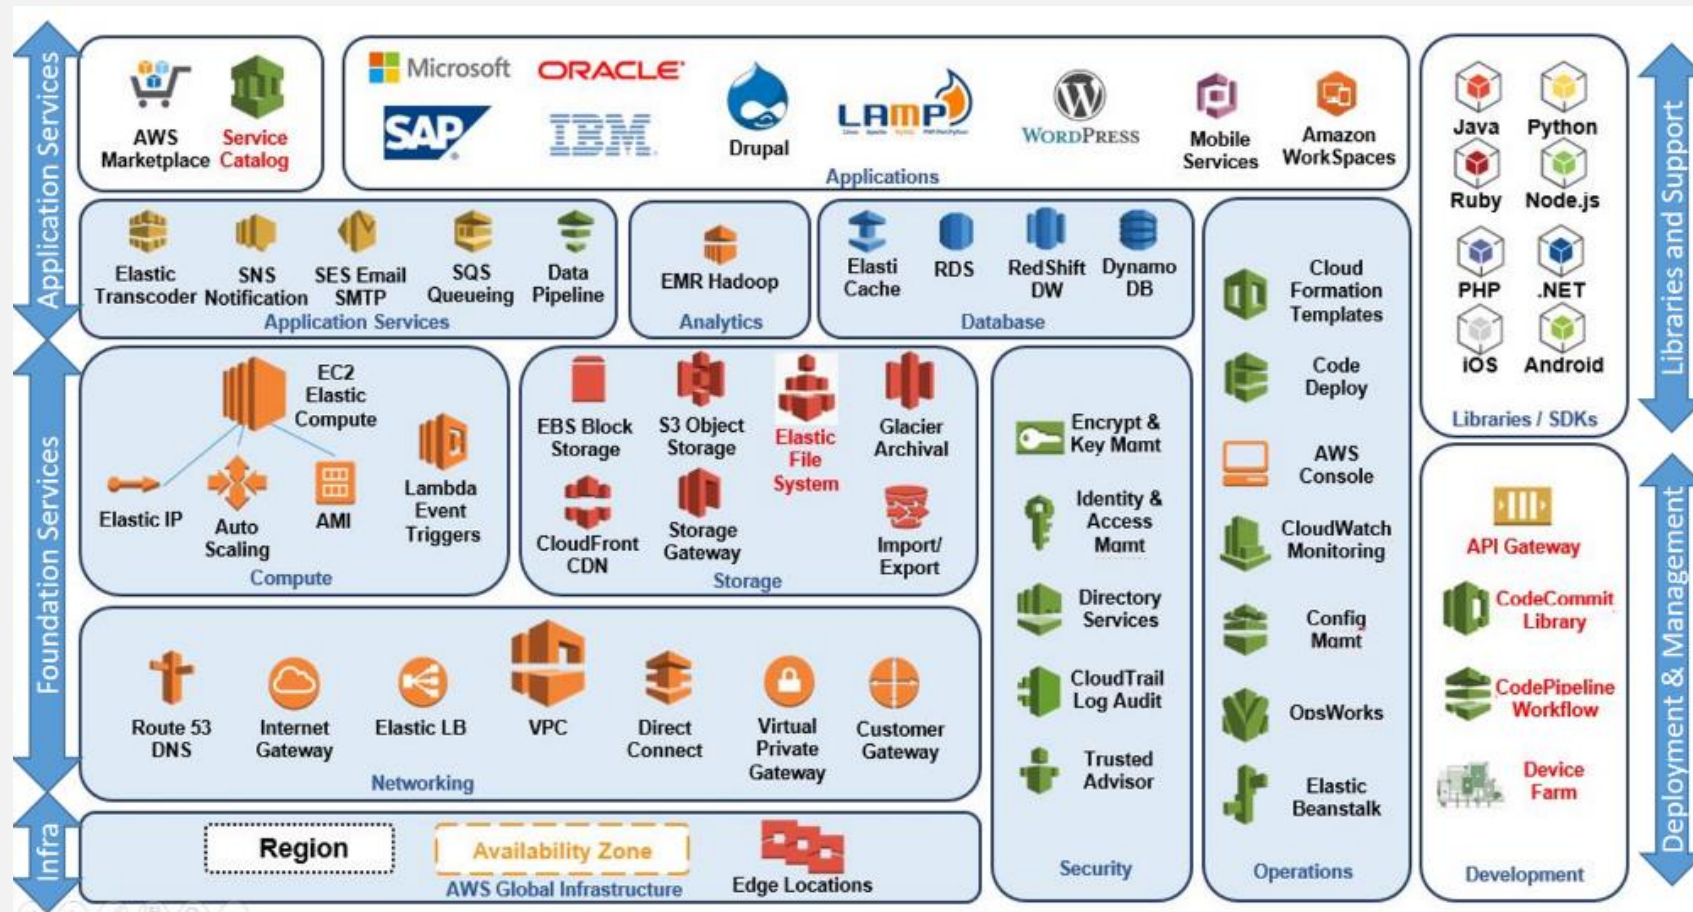 Application Services
AWS
Marketplace
Service
Catalog
Microsoft
ORACLE
SAP
IBM
Drupal
LAMP
WORDPRESS
Mobile
Services
Amazon
WorkSpaces
Applications
Java
Python
Ruby
Node.js
PHP
.NET
iOS
Android
Libraries / SDKs
Libraries and Support
Elastic
Transcoder
SNS
Notification
SES Email
SMTP
SQS
Queueing
Data
Pipeline
Application Services
EMR Hadoop
Analytics
Elasti
Cache
RDS
RedShift
DW
Dynamo
DB
Database
Foundation Services
EC2
Elastic
Compute
Elastic IP
Auto
Scaling
AMI
Lambda
Event
Triggers
Compute
EBS Block
Storage
S3 Object
Storage
Elastic
File
System
Glacier
Archival
CloudFront
CDN
Storage
Gateway
Import/
Export
Storage
Route 53
DNS
Internet
Gateway
Elastic LB
VPC
Direct
Connect
Virtual
Private
Gateway
Customer
Gateway
Networking
Infra
Region
Availability Zone
Edge Locations
AWS Global Infrastructure
Encrypt &
Key Mgmt
Identity &
Access
Mgmt
Directory
Services
CloudTrail
Log Audit
Trusted
Advisor
Security
Cloud
Formation
Templates
Code
Deploy
AWS
Console
CloudWatch
Monitoring
Config
Mgmt
OpsWorks
Elastic
Beanstalk
Operations
API Gateway
CodeCommit
Library
CodePipeline
Workflow
Device
Farm
Development
Deployment & Management